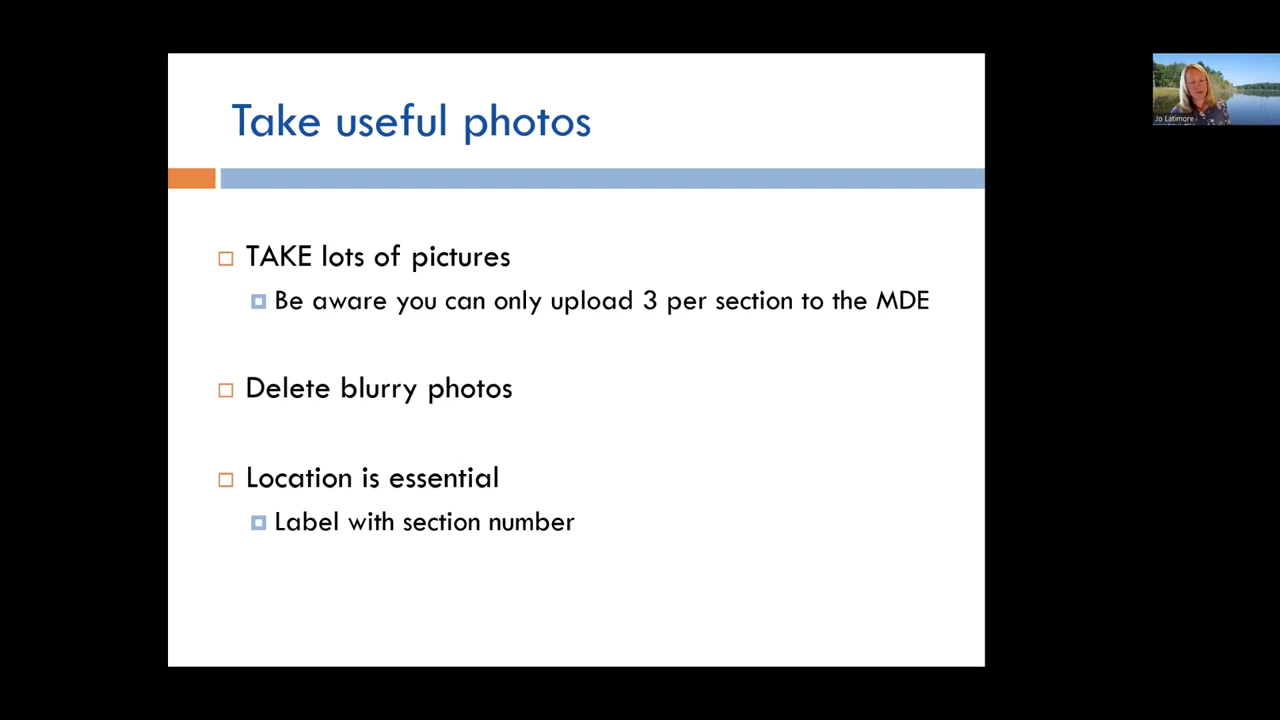 Take useful photos
TAKE lots of pictures
Be aware you can only upload 3 per section to the MDE
Delete blurry photos
Location is essential
Label with section number
Jo Latimore